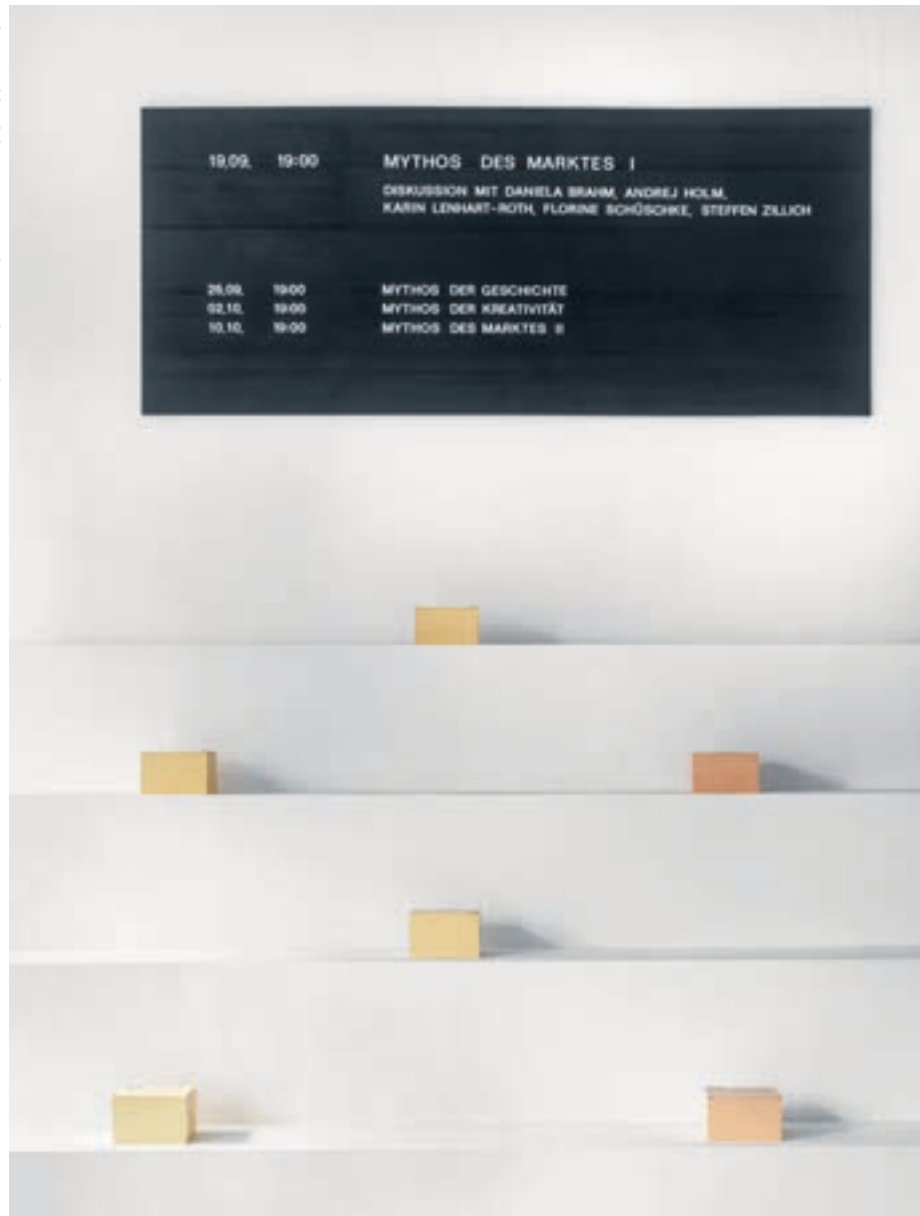 19.09. 19:00 MYTHOS DES MARKTES I
DISKUSSION MIT DANIELA BRAHM, ANDREJ HOLM,
KARIN LENHART-ROTH, FLORINE SCHÜSCHKE, STEFFEN ZILLICH
26.09. 19:00 MYTHOS DER GESCHICHTE
02.10. 19:00 MYTHOS DER KREATIVITÄT
10.10. 19:00 MYTHOS DES MARKTES II